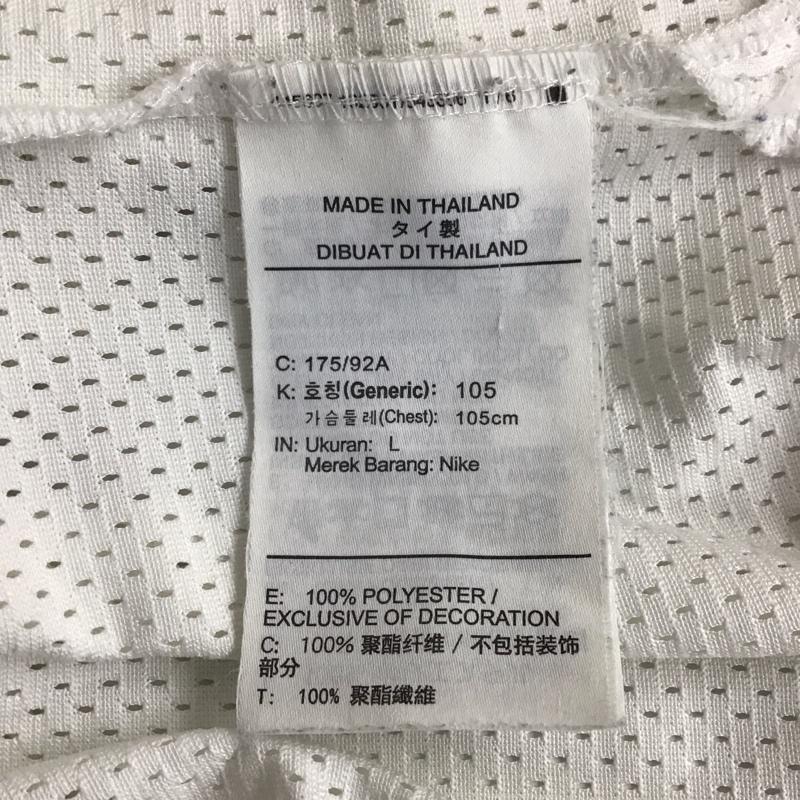 MADE IN THAILAND
タイ製
DIBUAT DI THAILAND
C: 175/92A
K: 호칭(Generic): 105
가슴둘레(Chest): 105cm
IN: Ukuran: L
Merek Barang: Nike
E: 100% POLYESTER /
EXCLUSIVE OF DECORATION
C: 100% 聚酯纤维 / 不包括装饰
部分
T: 100% 聚酯纖維